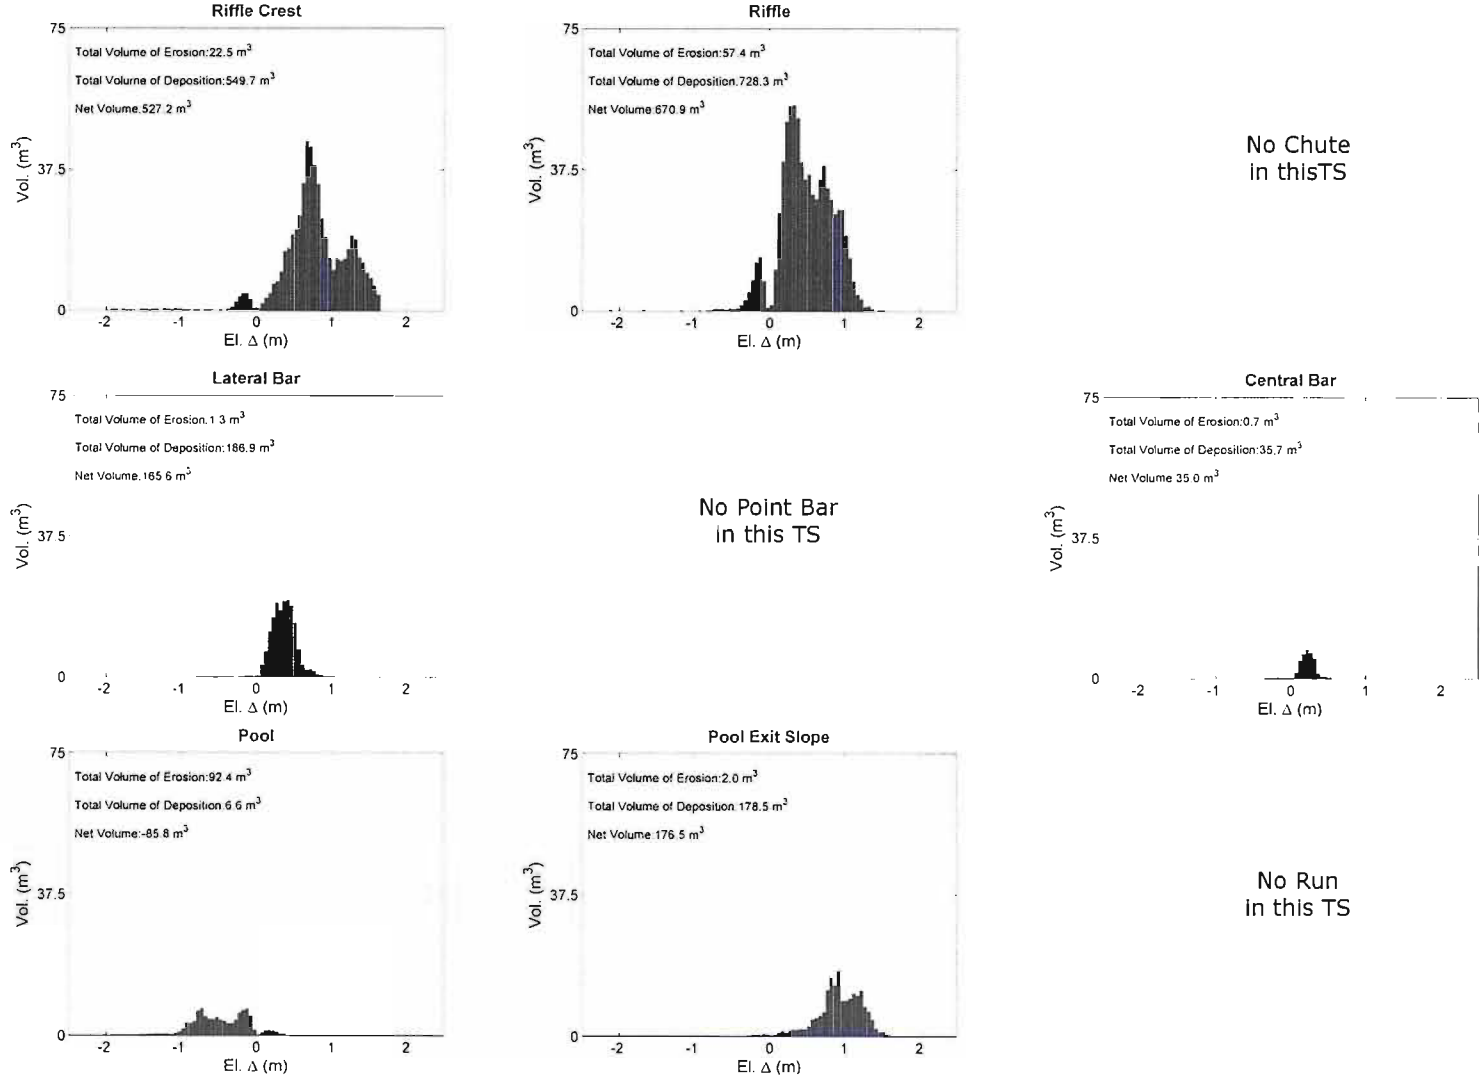 Riffle Crest
75
Total Volume of Erosion:22.5 m³
Total Volume of Deposition:549.7 m³
Net Volume:527.2 m³
Vol. (m³)
37.5
0
-2 -1 0 1 2
El. Δ (m)
Riffle
75
Total Volume of Erosion:57.4 m³
Total Volume of Deposition:728.3 m³
Net Volume:670.9 m³
Vol. (m³)
37.5
0
-2 -1 0 1 2
El. Δ (m)
No Chute
in thisTS
Lateral Bar
75
Total Volume of Erosion.1 3 m³
Total Volume of Deposition:186.9 m³
Net Volume.165 6 m³
Vol. (m³)
37.5
0
-2 -1 0 1 2
El. Δ (m)
No Point Bar
in this TS
Central Bar
75
Total Volume of Erosion:0.7 m³
Total Volume of Deposition:35.7 m³
Net Volume 35.0 m³
Vol. (m³)
37.5
0
-2 -1 0 1 2
El. Δ (m)
Pool
75
Total Volume of Erosion:92.4 m³
Total Volume of Deposition 6.6 m³
Net Volume:-85.8 m³
Vol. (m³)
37.5
0
-2 -1 0 1 2
El. Δ (m)
Pool Exit Slope
75
Total Volume of Erosion:2.0 m³
Total Volume of Deposition 178.5 m³
Net Volume 176.5 m³
Vol. (m³)
37.5
0
-2 -1 0 1 2
El. Δ (m)
No Run
in this TS